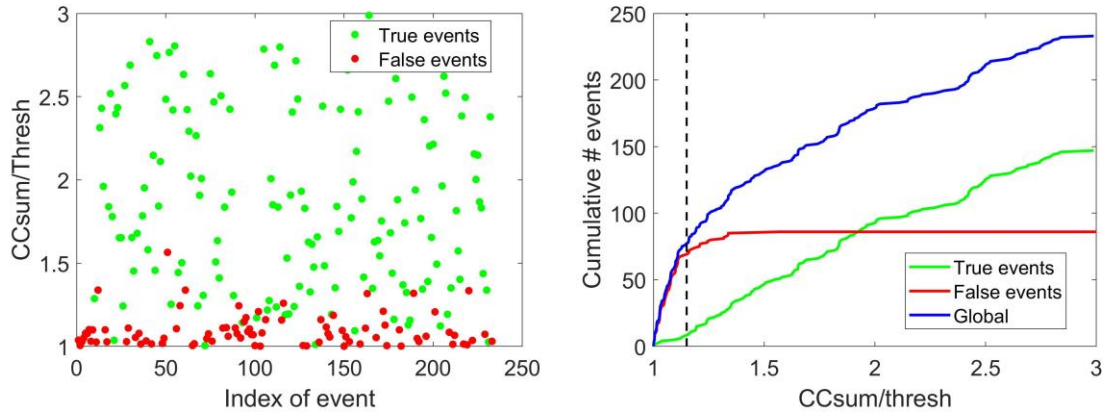 3
2.5
2
1.5
1
CCsum/Thresh
0
50
100
150
200
250
Index of event
True events
False events
250
200
150
100
50
0
Cumulative # events
1
1.5
2
2.5
3
CCsum/thresh
True events
False events
Global